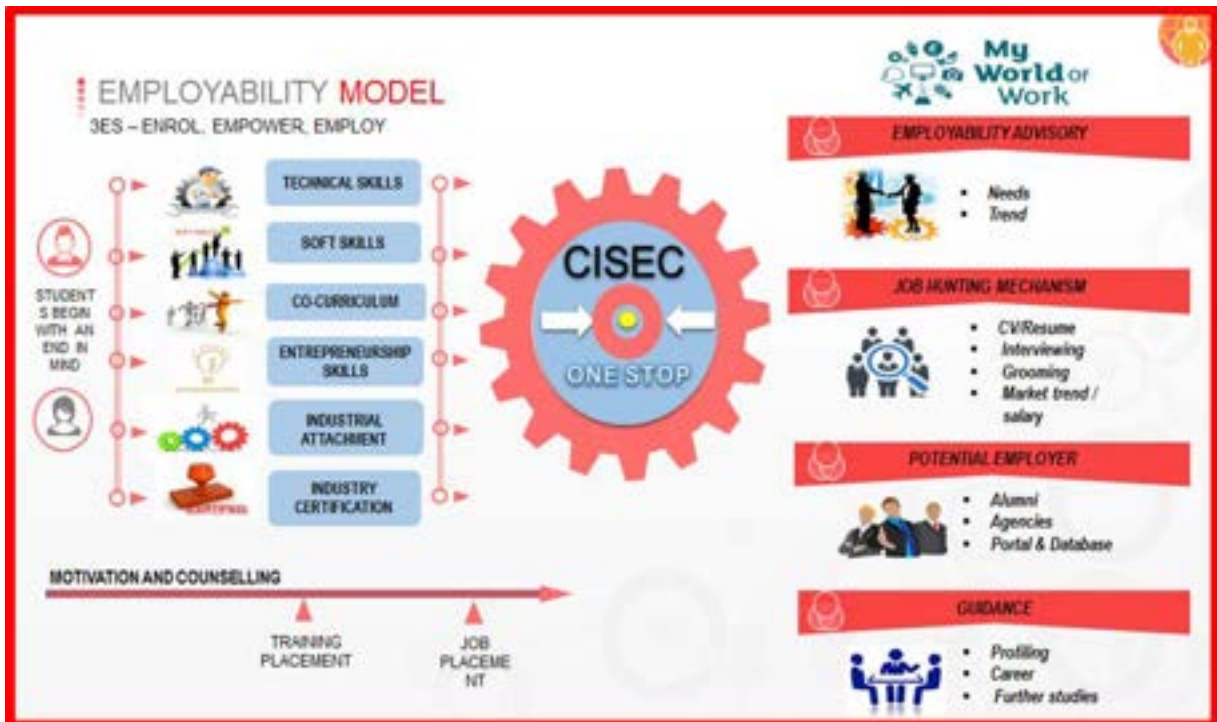 EMPLOYABILITY MODEL
3ES – ENROL, EMPOWER, EMPLOY
STUDENT
S BEGIN
WITH AN
END IN
MIND
TECHNICAL SKILLS
SOFT SKILLS
CO-CURRICULUM
ENTREPRENEURSHIP
SKILLS
INDUSTRIAL
ATTACHMENT
INDUSTRY
CERTIFICATION
CERTIFIED
CISEC
ONE STOP
MOTIVATION AND COUNSELLING
TRAINING
PLACEMENT
JOB
PLACEME
NT
My
World OF
Work
EMPLOYABILITY ADVISORY
Needs
Trend
JOB HUNTING MECHANISM
CV/Resume
Interviewing
Grooming
Market trend /
salary
POTENTIAL EMPLOYER
Alumni
Agencies
Portal & Database
GUIDANCE
Profiling
Career
Further studies